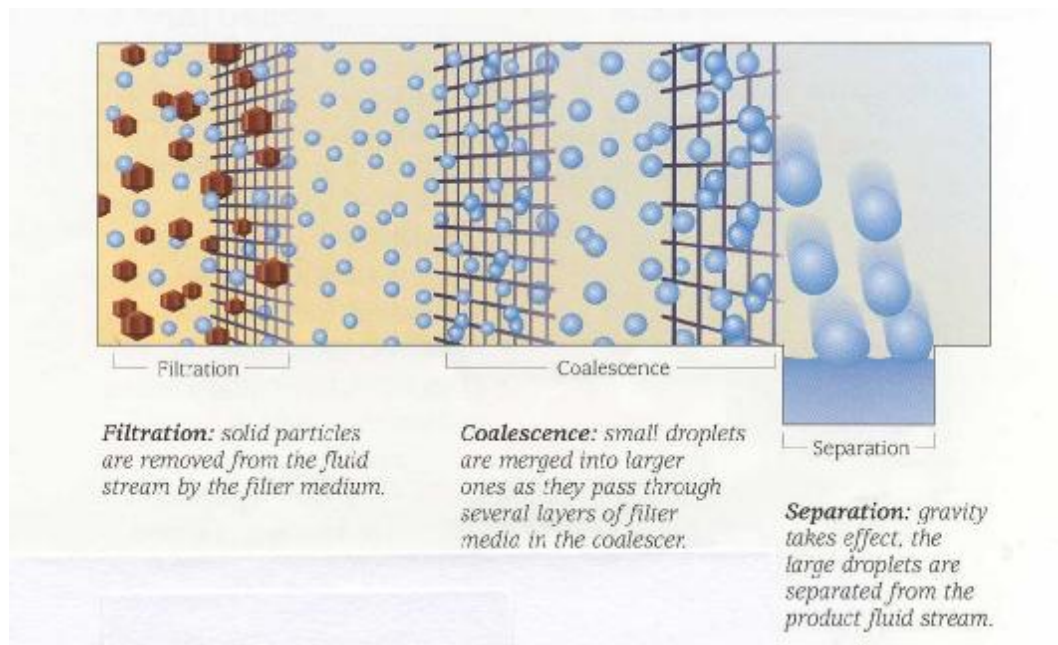 Filtration
Coalescence
Separation
Filtration: solid particles
are removed from the fluid
stream by the filter medium.
Coalescence: small droplets
are merged into larger
ones as they pass through
several layers of filter
media in the coalescer.
Separation: gravity
takes effect, the
large droplets are
separated from the
product fluid stream.